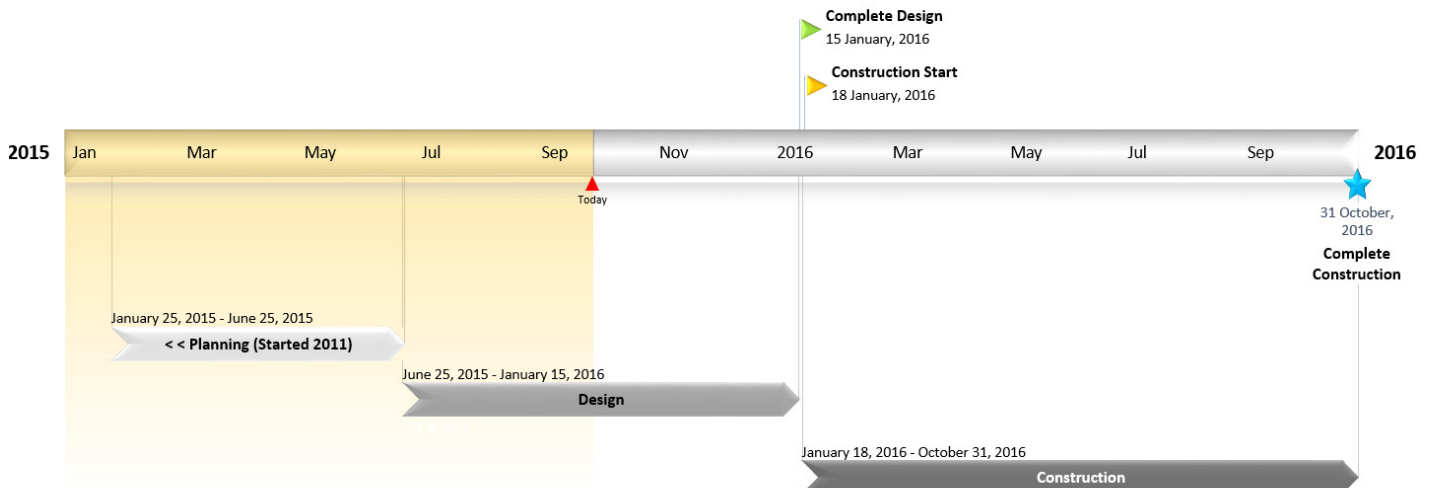 Complete Design
15 January, 2016
Construction Start
18 January, 2016
2015 Jan Mar May Jul Sep Nov 2016 Mar May Jul Sep 2016
Today
31 October,
2016
Complete
Construction
January 25, 2015 - June 25, 2015
< < Planning (Started 2011)
June 25, 2015 - January 15, 2016
Design
January 18, 2016 - October 31, 2016
Construction